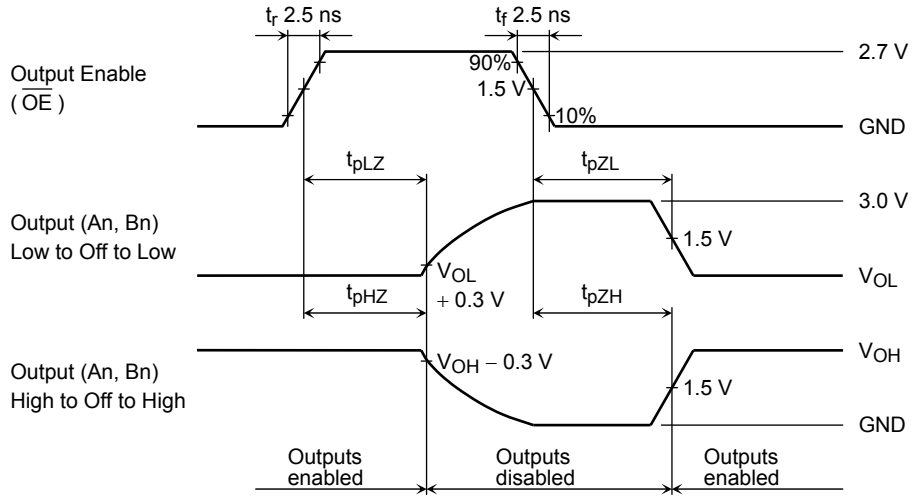 tr 2.5 ns
tf 2.5 ns
2.7 V
Output Enable
( OE )
90%
1.5 V
10%
GND
tpLZ
tpZL
3.0 V
Output (An, Bn)
Low to Off to Low
1.5 V
VOL
+ 0.3 V
VOL
tpHZ
tpZH
VOH
Output (An, Bn)
High to Off to High
VOH − 0.3 V
1.5 V
GND
Outputs
enabled
Outputs
disabled
Outputs
enabled